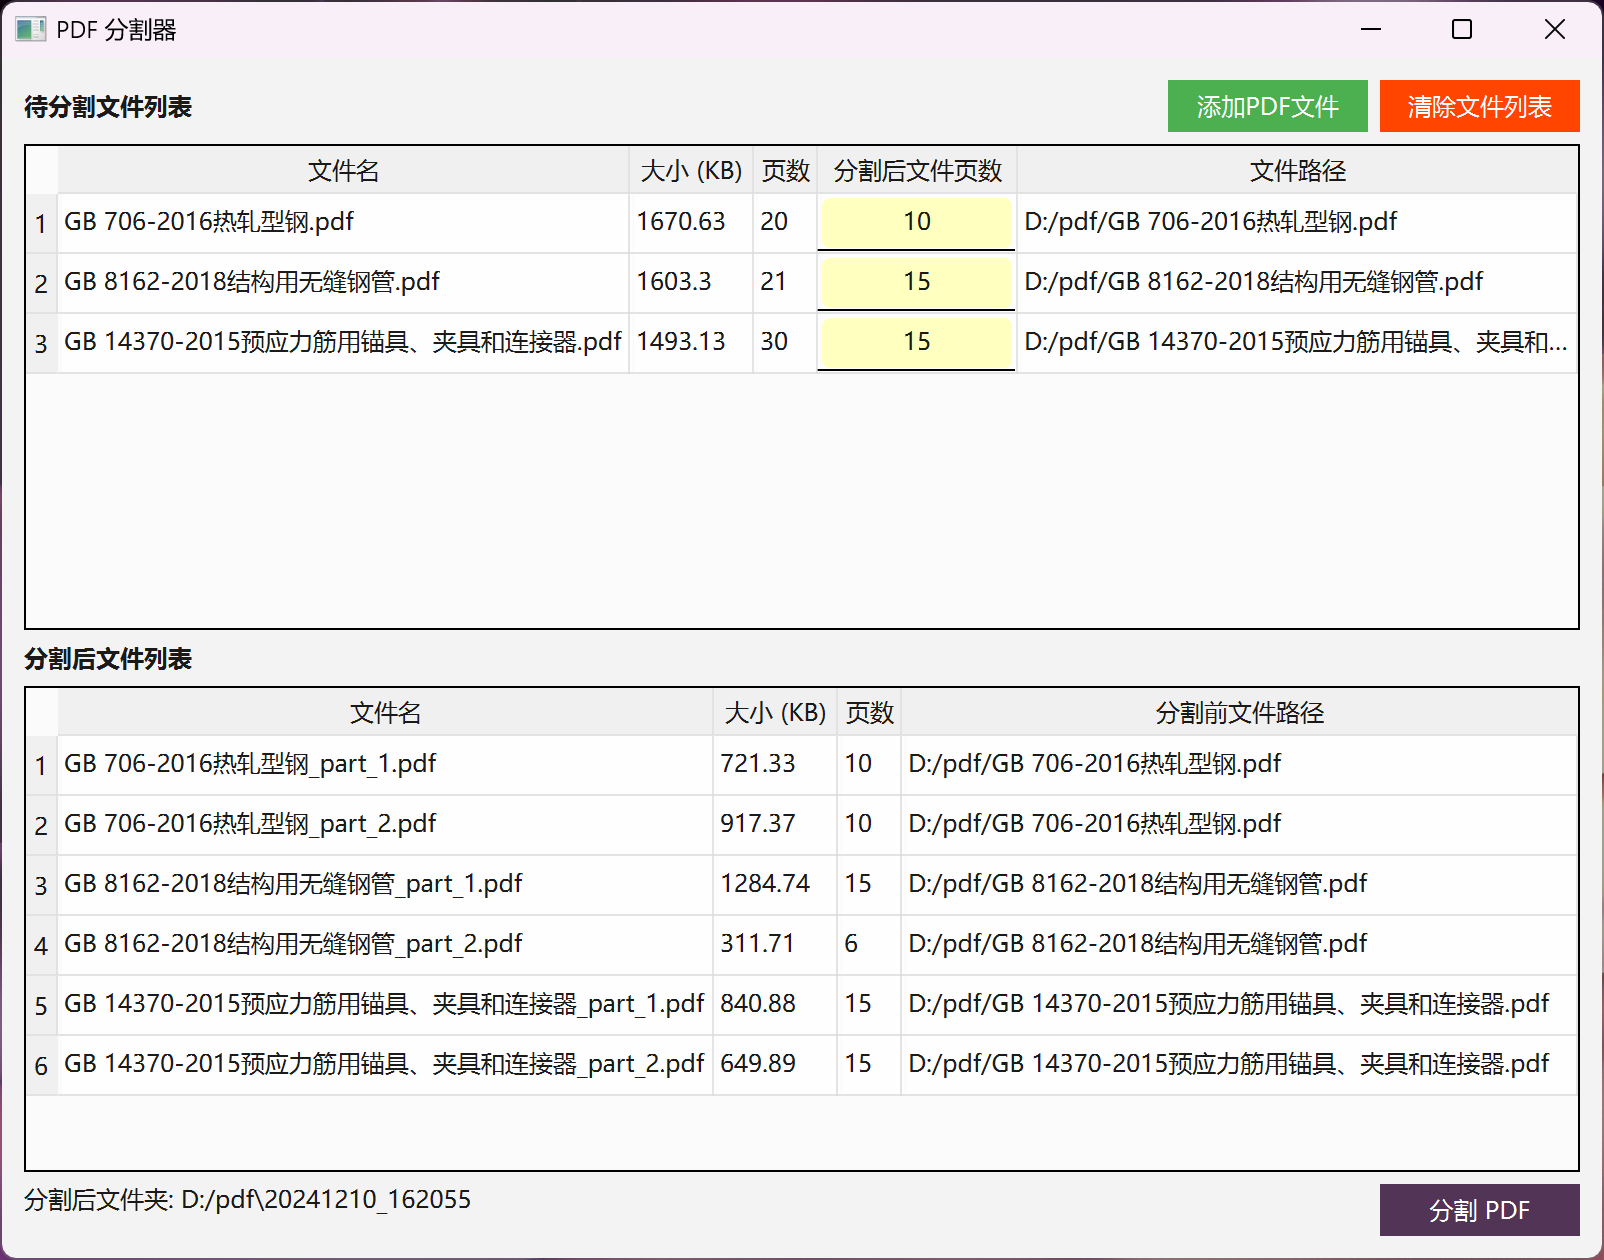 PDF 分割器
待分割文件列表 添加PDF文件 清除文件列表
文件名 大小 (KB) 页数 分割后文件页数 文件路径
1 GB 706-2016热轧型钢.pdf 1670.63 20 10 D:/pdf/GB 706-2016热轧型钢.pdf
2 GB 8162-2018结构用无缝钢管.pdf 1603.3 21 15 D:/pdf/GB 8162-2018结构用无缝钢管.pdf
3 GB 14370-2015预应力筋用锚具、夹具和连接器.pdf 1493.13 30 15 D:/pdf/GB 14370-2015预应力筋用锚具、夹具和...
分割后文件列表
文件名 大小 (KB) 页数 分割前文件路径
1 GB 706-2016热轧型钢_part_1.pdf 721.33 10 D:/pdf/GB 706-2016热轧型钢.pdf
2 GB 706-2016热轧型钢_part_2.pdf 917.37 10 D:/pdf/GB 706-2016热轧型钢.pdf
3 GB 8162-2018结构用无缝钢管_part_1.pdf 1284.74 15 D:/pdf/GB 8162-2018结构用无缝钢管.pdf
4 GB 8162-2018结构用无缝钢管_part_2.pdf 311.71 6 D:/pdf/GB 8162-2018结构用无缝钢管.pdf
5 GB 14370-2015预应力筋用锚具、夹具和连接器_part_1.pdf 840.88 15 D:/pdf/GB 14370-2015预应力筋用锚具、夹具和连接器.pdf
6 GB 14370-2015预应力筋用锚具、夹具和连接器_part_2.pdf 649.89 15 D:/pdf/GB 14370-2015预应力筋用锚具、夹具和连接器.pdf
分割后文件夹: D:/pdf\20241210_162055 分割 PDF